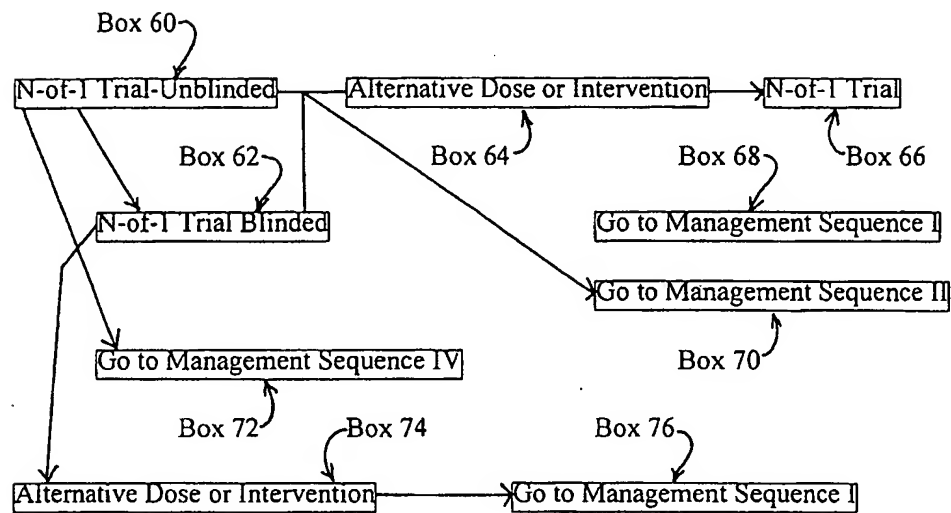 Box 60
N-of-1 Trial-Unblinded
Alternative Dose or Intervention
N-of-1 Trial
Box 62
Box 64
Box 68
Box 66
N-of-1 Trial Blinded
Go to Management Sequence I
Go to Management Sequence II
Go to Management Sequence IV
Box 70
Box 72
Box 74
Box 76
Alternative Dose or Intervention
Go to Management Sequence I